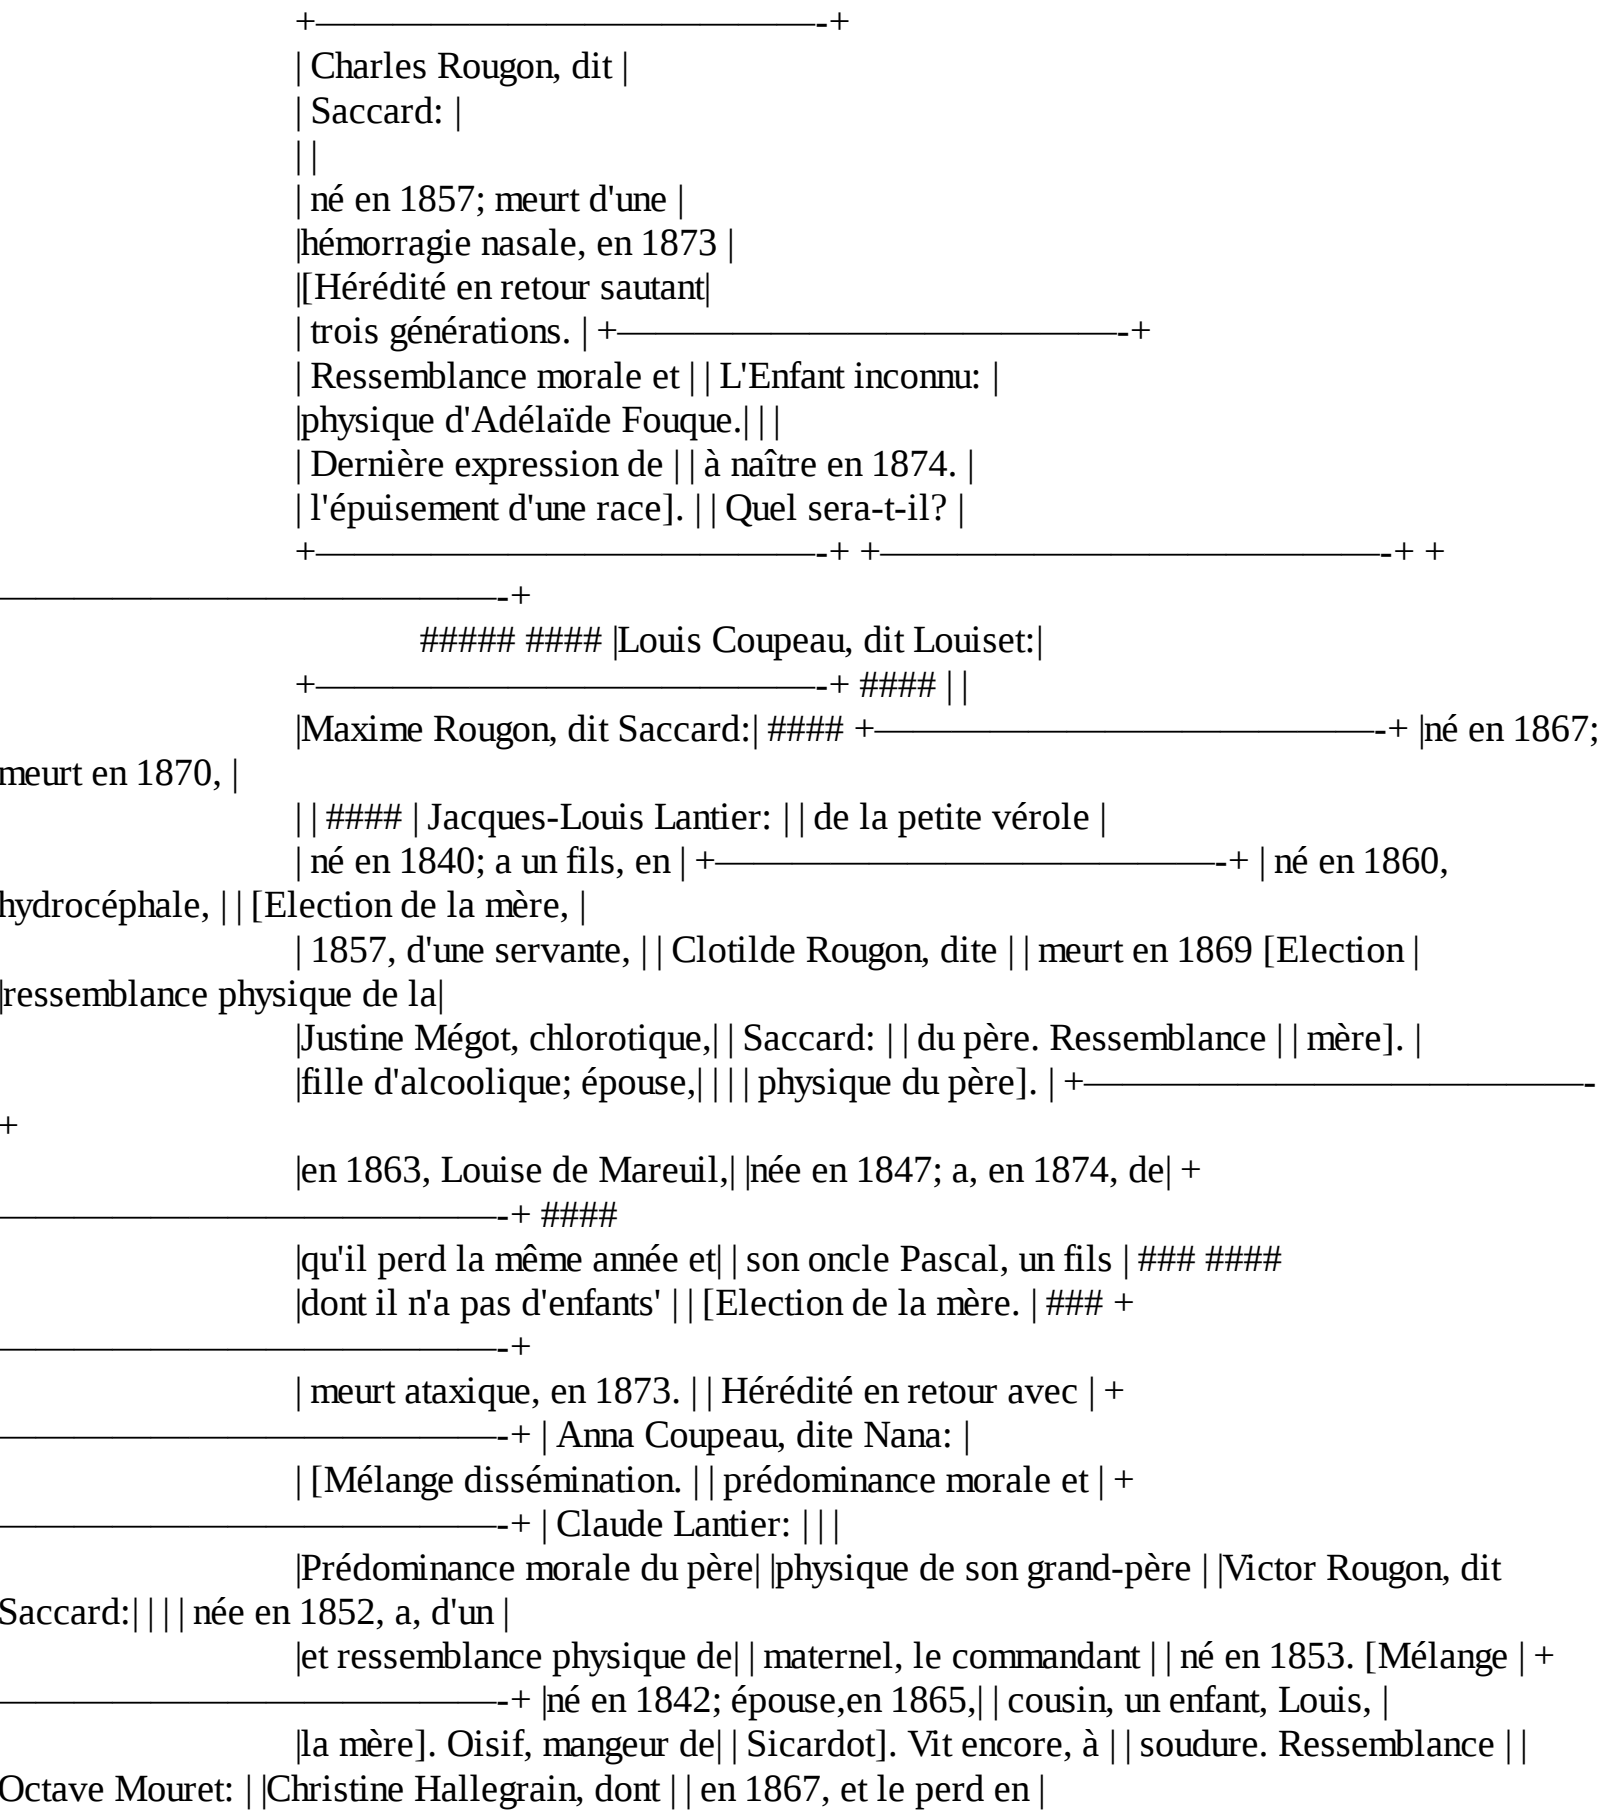 +—————————————-+
| Charles Rougon, dit |
| Saccard: |
| |
| né en 1857; meurt d'une |
|hémorragie nasale, en 1873 |
|[Hérédité en retour sautant|
| trois générations. | +—————————————-+
| Ressemblance morale et | | L'Enfant inconnu: |
|physique d'Adélaïde Fouque.| | |
| Dernière expression de | | à naître en 1874. |
| l'épuisement d'une race]. | | Quel sera-t-il? |
+—————————————-+ +—————————————-+ +
—————————————-+
##### #### |Louis Coupeau, dit Louiset:|
+—————————————-+ #### | |
|Maxime Rougon, dit Saccard:| #### +—————————————-+ |né en 1867;
meurt en 1870, |
| | #### | Jacques-Louis Lantier: | | de la petite vérole |
| né en 1840; a un fils, en | +—————————————-+ | né en 1860,
hydrocéphale, | | [Election de la mère, |
| 1857, d'une servante, | | Clotilde Rougon, dite | | meurt en 1869 [Election |
|ressemblance physique de la|
|Justine Mégot, chlorotique,| | Saccard: | | du père. Ressemblance | | mère]. |
|fille d'alcoolique; épouse,| | | | physique du père]. | +—————————————-
+
|en 1863, Louise de Mareuil,| |née en 1847; a, en 1874, de| +
—————————————-+ ####
|qu'il perd la même année et| | son oncle Pascal, un fils | ### ####
|dont il n'a pas d'enfants' | | [Election de la mère. | ### +
—————————————-+
| meurt ataxique, en 1873. | | Hérédité en retour avec | +
—————————————-+ | Anna Coupeau, dite Nana: |
| [Mélange dissémination. | | prédominance morale et | +
—————————————-+ | Claude Lantier: | | |
|Prédominance morale du père| |physique de son grand-père | |Victor Rougon, dit
Saccard:| | | | née en 1852, a, d'un |
|et ressemblance physique de| | maternel, le commandant | | né en 1853. [Mélange | +
—————————————-+ |né en 1842; épouse,en 1865,| | cousin, un enfant, Louis, |
|la mère]. Oisif, mangeur de| | Sicardot]. Vit encore, à | | soudure. Ressemblance | |
Octave Mouret: | |Christine Hallegrain, dont | | en 1867, et le perd en |